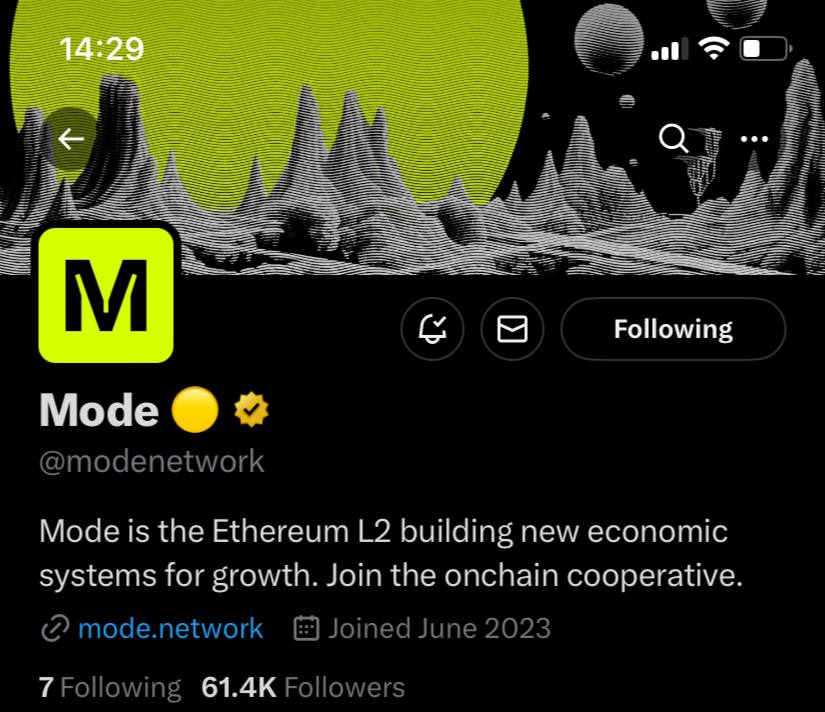 14:29
M
Following
Mode
@modenetwork
Mode is the Ethereum L2 building new economic
systems for growth. Join the onchain cooperative.
mode.network Joined June 2023
7 Following 61.4K Followers